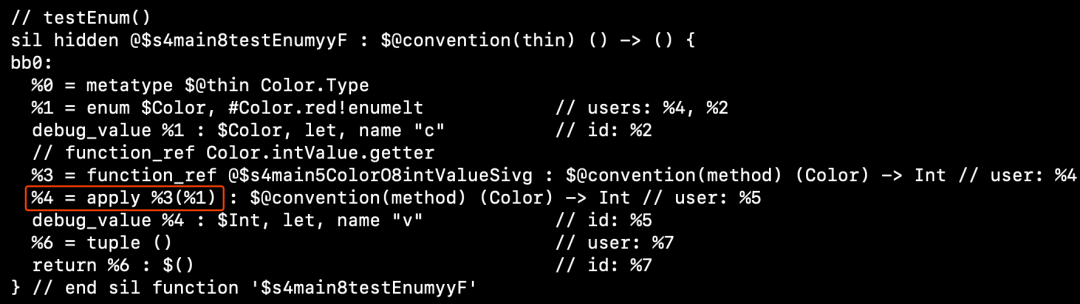 // testEnum()
sil hidden @$s4main8testEnumyyF : $@convention(thin) () -> () {
bb0:
  %0 = metatype $@thin Color.Type
  %1 = enum $Color, #Color.red!enumelt                // users: %4, %2
  debug_value %1 : $Color, let, name "c"              // id: %2
  // function_ref Color.intValue.getter
  %3 = function_ref @$s4main5ColorO8intValueSivg : $@convention(method) (Color) -> Int // user: %4
  %4 = apply %3(%1) : $@convention(method) (Color) -> Int // user: %5
  debug_value %4 : $Int, let, name "v"                // id: %5
  %6 = tuple ()                                       // user: %7
  return %6 : $()                                     // id: %7
} // end sil function '$s4main8testEnumyyF'